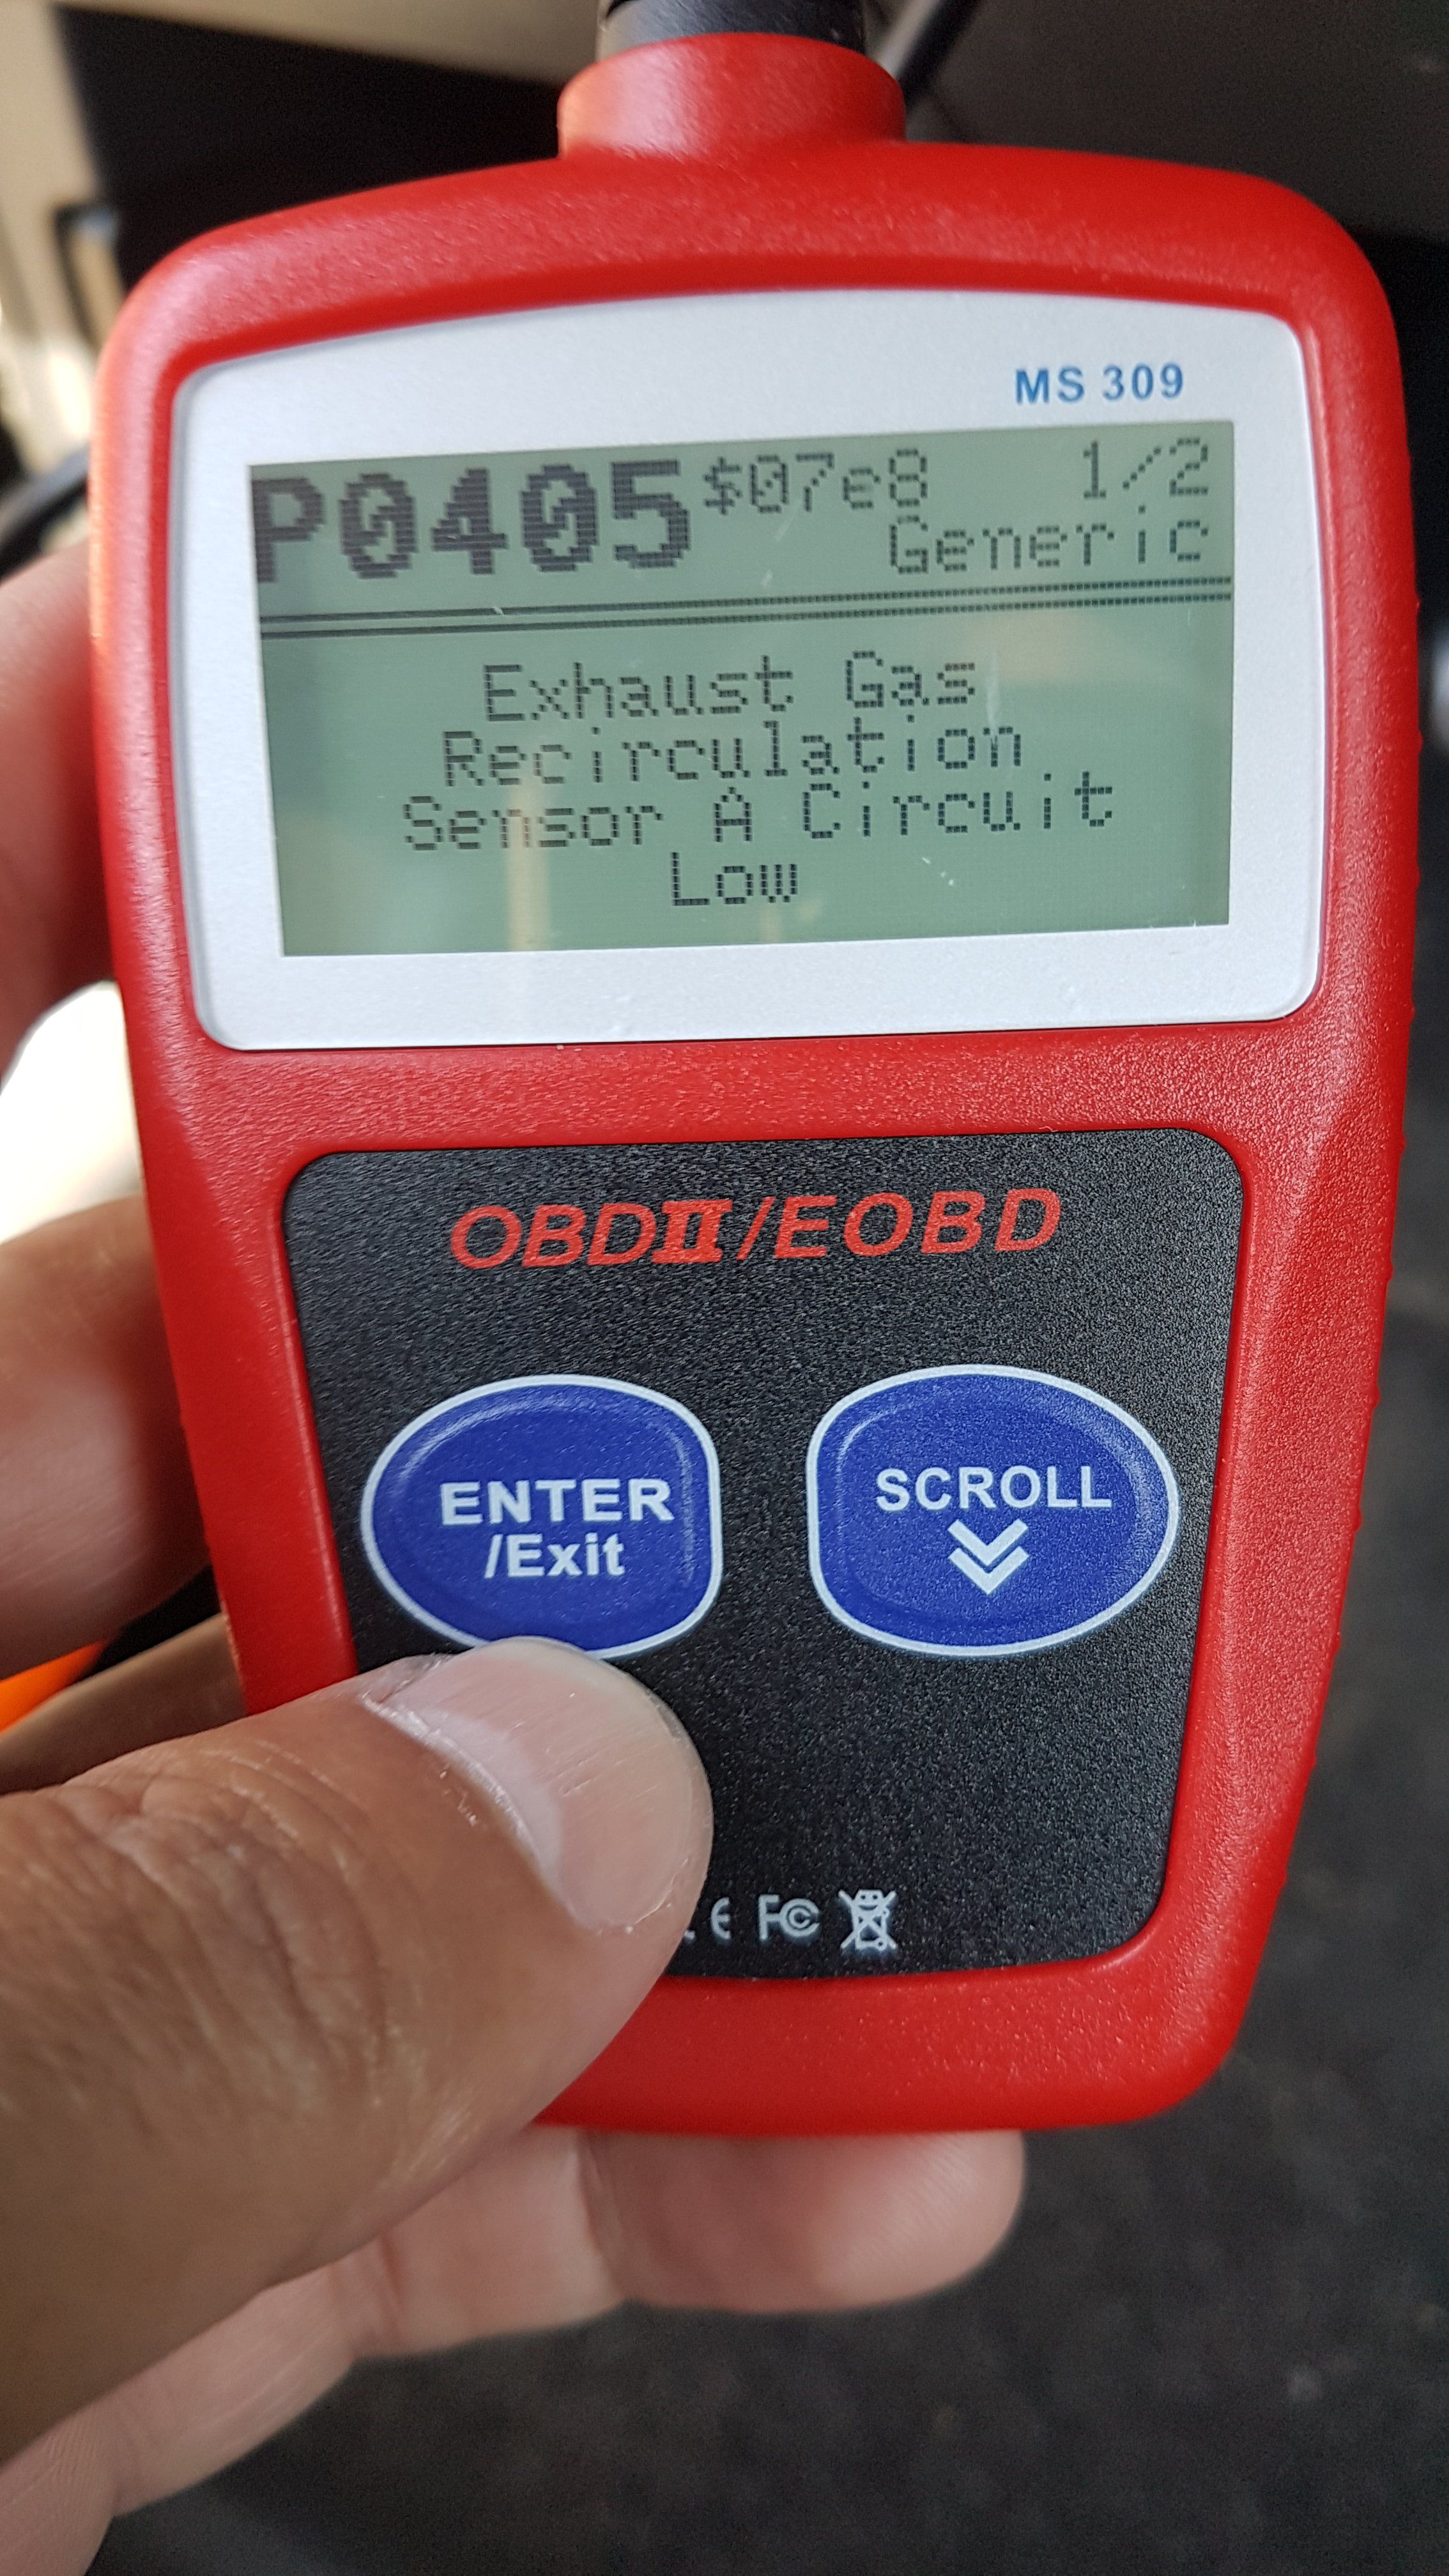 MS 309
P0405 $07e8 1/2
Generic
Exhaust Gas
Recirculation
Sensor A Circuit
Low
OBDII/EOBD
ENTER
/Exit
SCROLL
FC